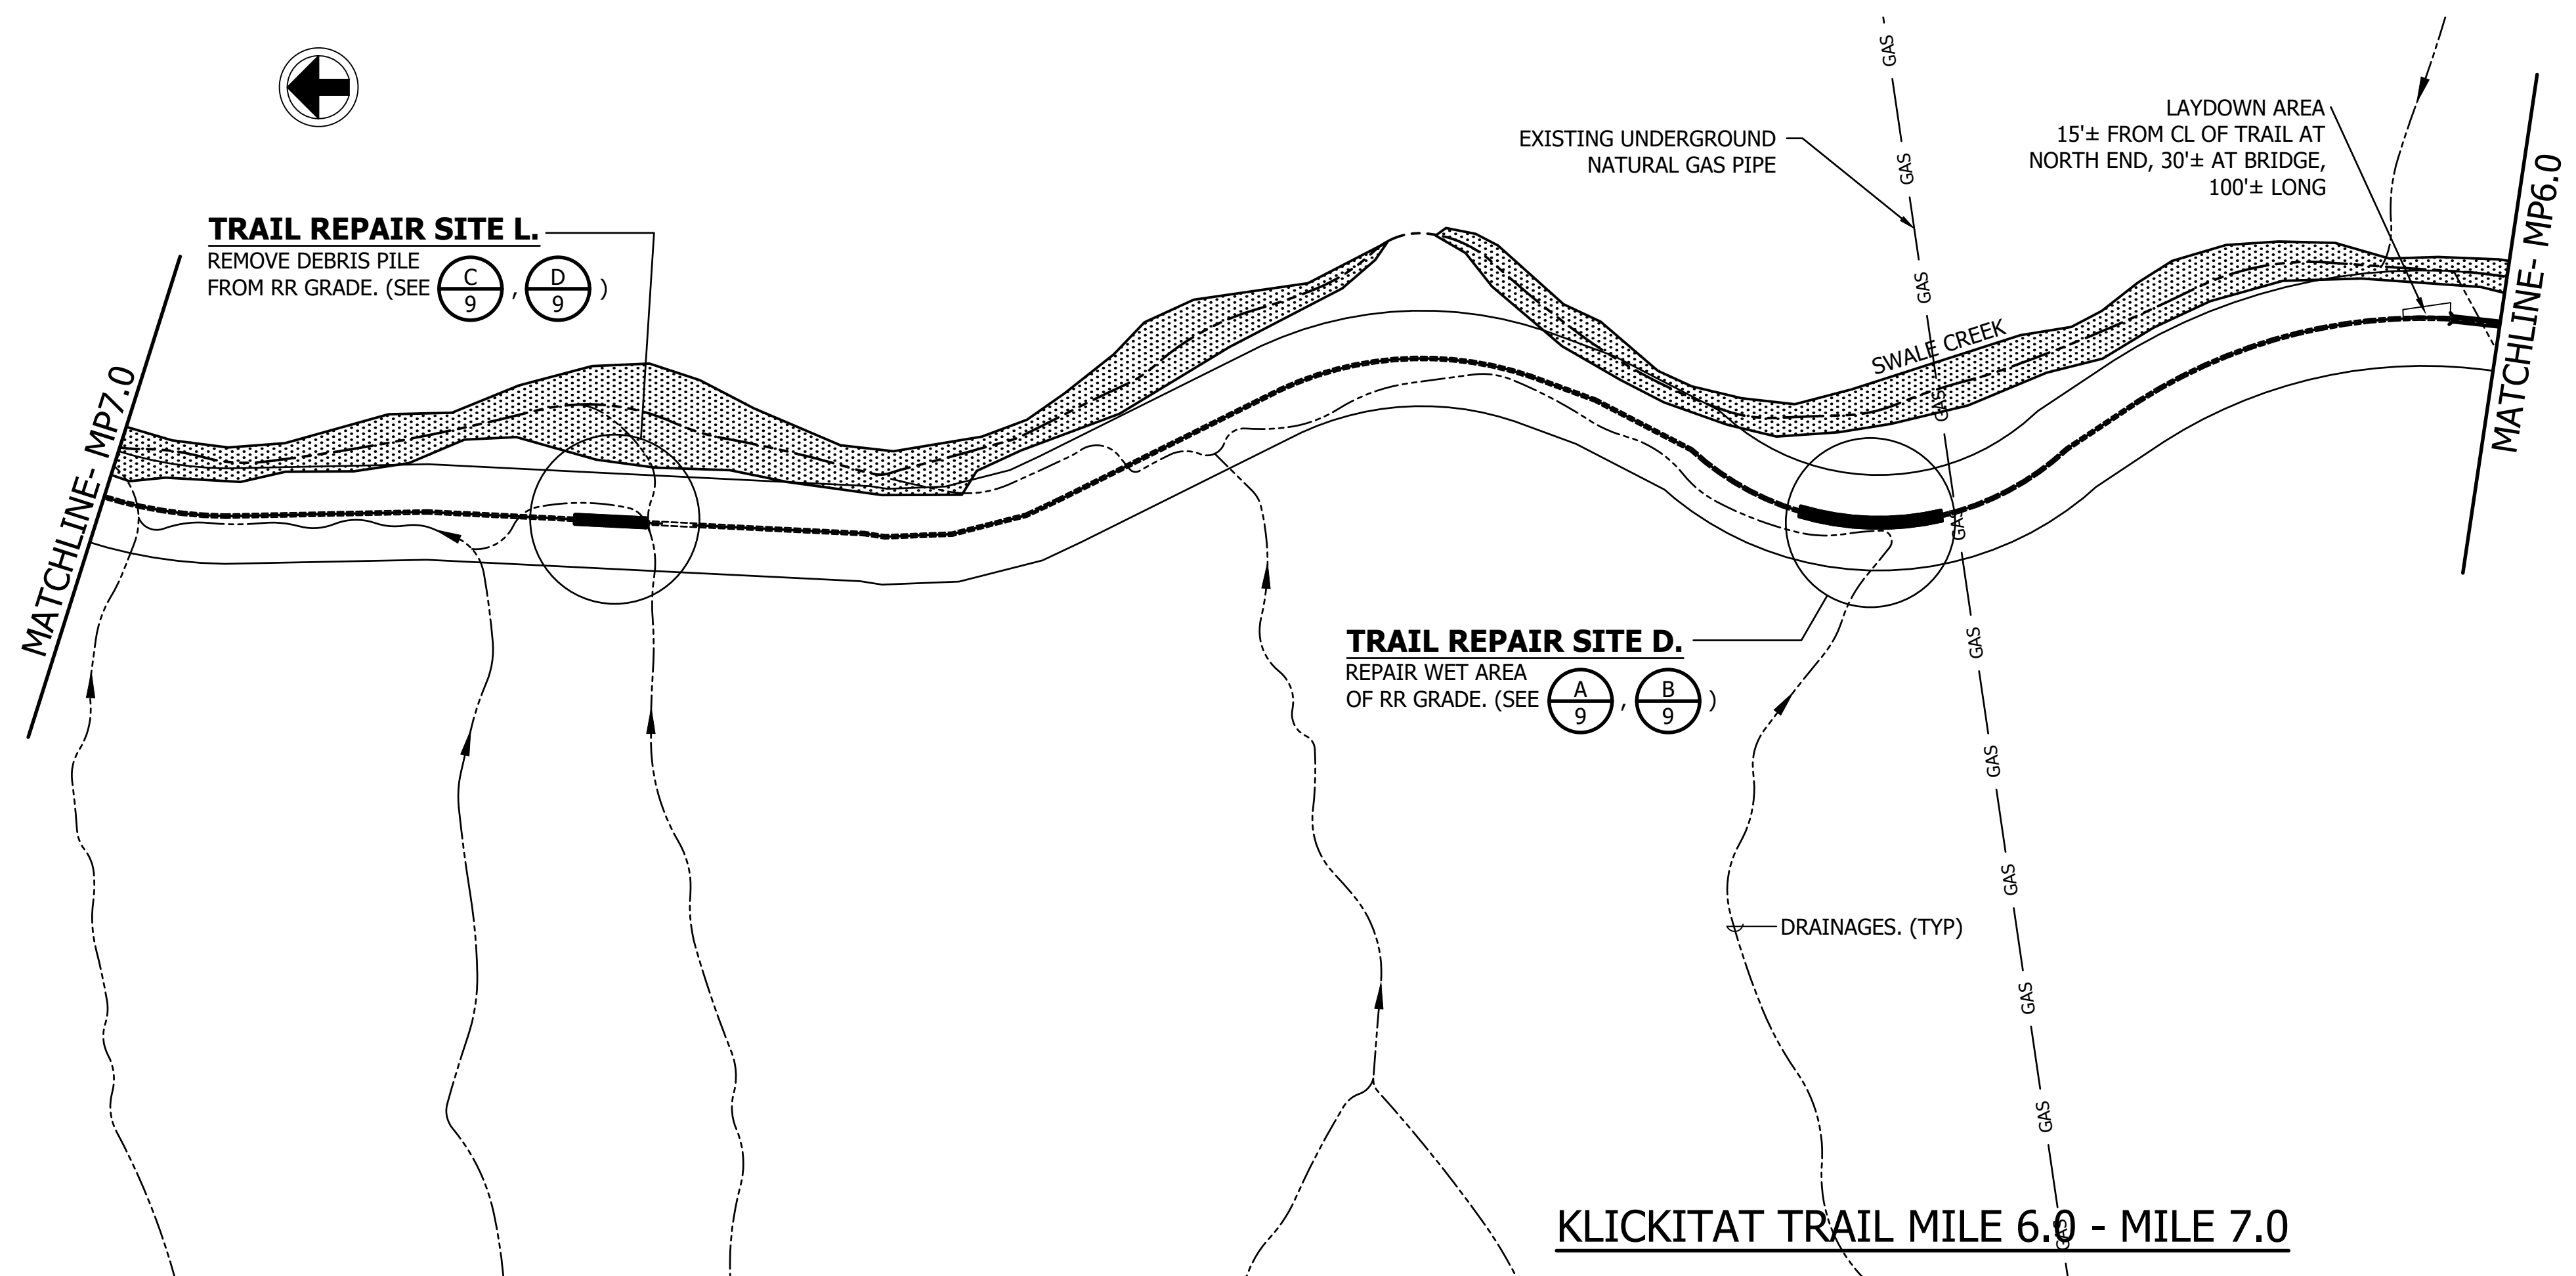 GAS
GAS
GAS
GAS
GAS
GAS
GAS
GAS
GAS
GAS
GAS
EXISTING UNDERGROUND
NATURAL GAS PIPE
LAYDOWN AREA
15'± FROM CL OF TRAIL AT
NORTH END, 30'± AT BRIDGE,
100'± LONG
MATCHLINE- MP6.0
TRAIL REPAIR SITE L.
REMOVE DEBRIS PILE
FROM RR GRADE. (SEE C 9 , D 9 )
SWALE CREEK
MATCHLINE- MP7.0
TRAIL REPAIR SITE D.
REPAIR WET AREA
OF RR GRADE. (SEE A 9 , B 9 )
DRAINAGES. (TYP)
KLICKITAT TRAIL MILE 6.0 - MILE 7.0